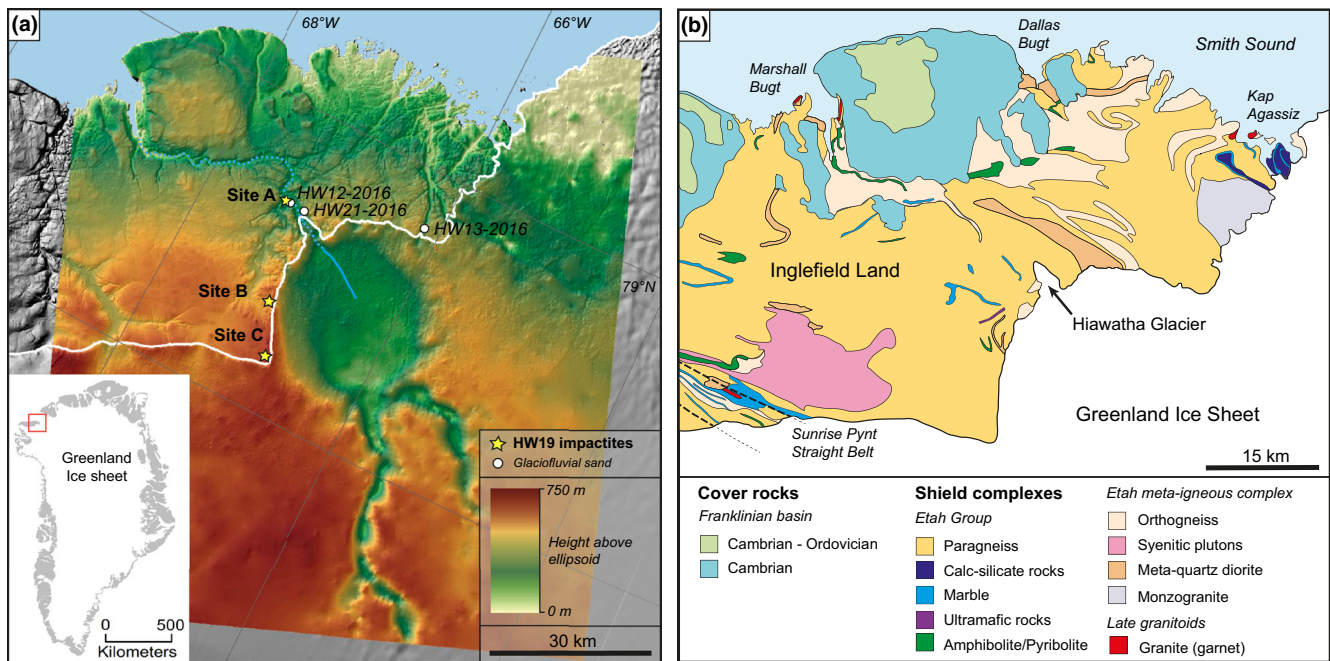 (a)
68°W
66°W
Site A
HW12-2016
HW21-2016
HW13-2016
79°N
Site B
Site C
Greenland
Ice sheet
0 500
Kilometers
HW19 impactites
Glaciofluvial sand
750 m
Height above
ellipsoid
0 m
30 km
(b)
Dallas
Bugt
Smith Sound
Marshall
Bugt
Kap
Agassiz
Inglefield Land
Hiawatha Glacier
Greenland Ice Sheet
Sunrise Pynt
Straight Belt
15 km
Cover rocks
Franklinian basin
Cambrian - Ordovician
Cambrian
Shield complexes
Etah Group
Paragneiss
Calc-silicate rocks
Marble
Ultramafic rocks
Amphibolite/Pyribolite
Etah meta-igneous complex
Orthogneiss
Syenitic plutons
Meta-quartz diorite
Monzogranite
Late granitoids
Granite (garnet)